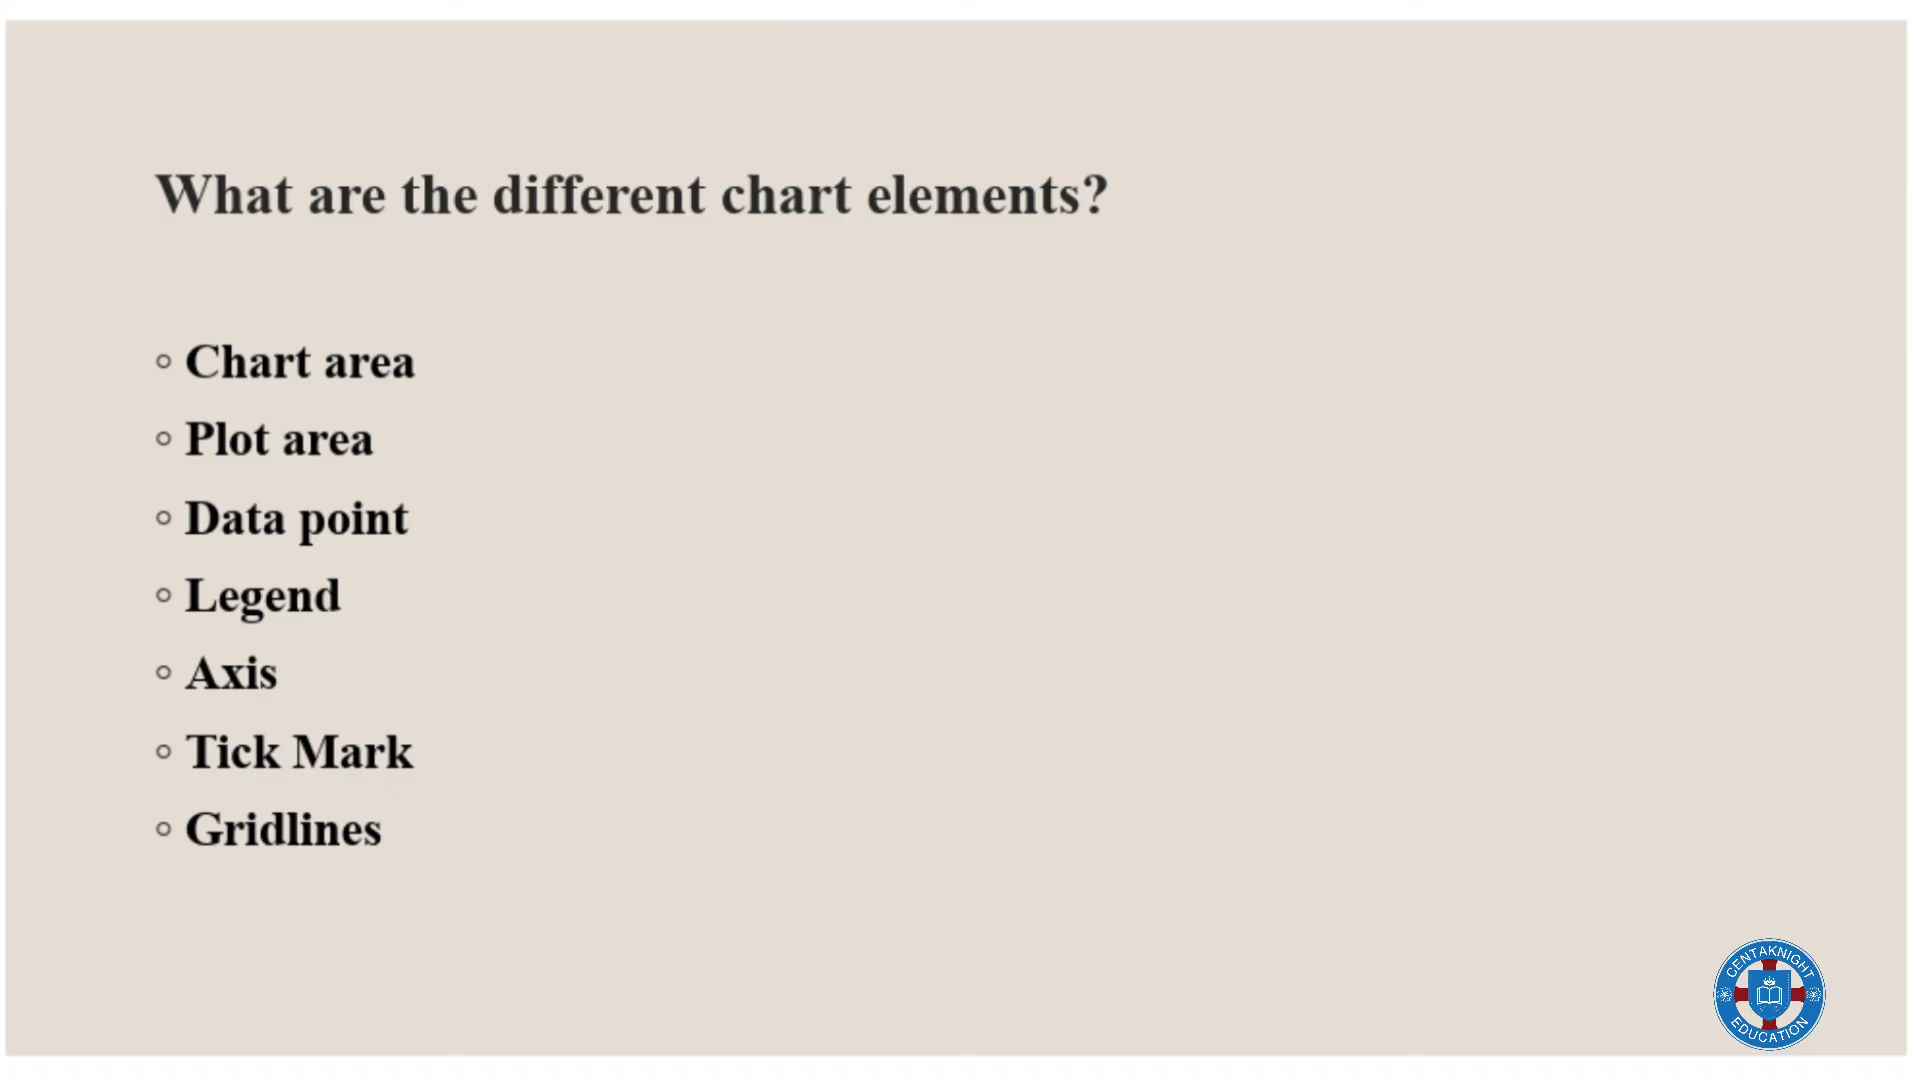 What are the different chart elements?
◦ Chart area
◦ Plot area
◦ Data point
◦ Legend
◦ Axis
◦ Tick Mark
◦ Gridlines
CENTAKNIGHT
EDUCATION